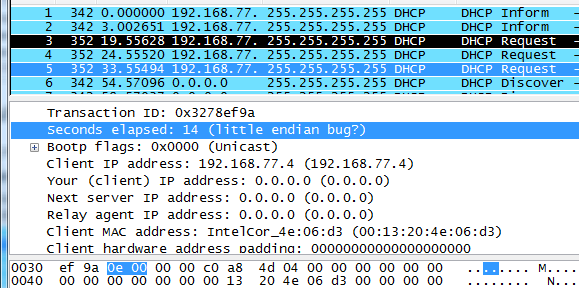 1 342 0.000000 192.168.77. 255.255.255.255 DHCP DHCP Inform
2 342 3.002651 192.168.77. 255.255.255.255 DHCP DHCP Inform
3 352 19.55628 192.168.77. 255.255.255.255 DHCP DHCP Request -
4 352 24.55520 192.168.77. 255.255.255.255 DHCP DHCP Request -
5 352 33.55494 192.168.77. 255.255.255.255 DHCP DHCP Request -
6 342 54.57096 0.0.0.0 255.255.255.255 DHCP DHCP Discover -
Transaction ID: 0x3278ef9a
Seconds elapsed: 14 (little endian bug?)
Bootp flags: 0x0000 (Unicast)
Client IP address: 192.168.77.4 (192.168.77.4)
Your (client) IP address: 0.0.0.0 (0.0.0.0)
Next server IP address: 0.0.0.0 (0.0.0.0)
Relay agent IP address: 0.0.0.0 (0.0.0.0)
Client MAC address: IntelCor_4e:06:d3 (00:13:20:4e:06:d3)
Client hardware address padding: 00000000000000000000
0030 ef 9a 0e 00 00 00 c0 a8 4d 04 00 00 00 00 00 00 ........ M.......
0040 00 00 00 00 00 00 00 13 20 4e 06 d3 00 00 00 00 ........ N......